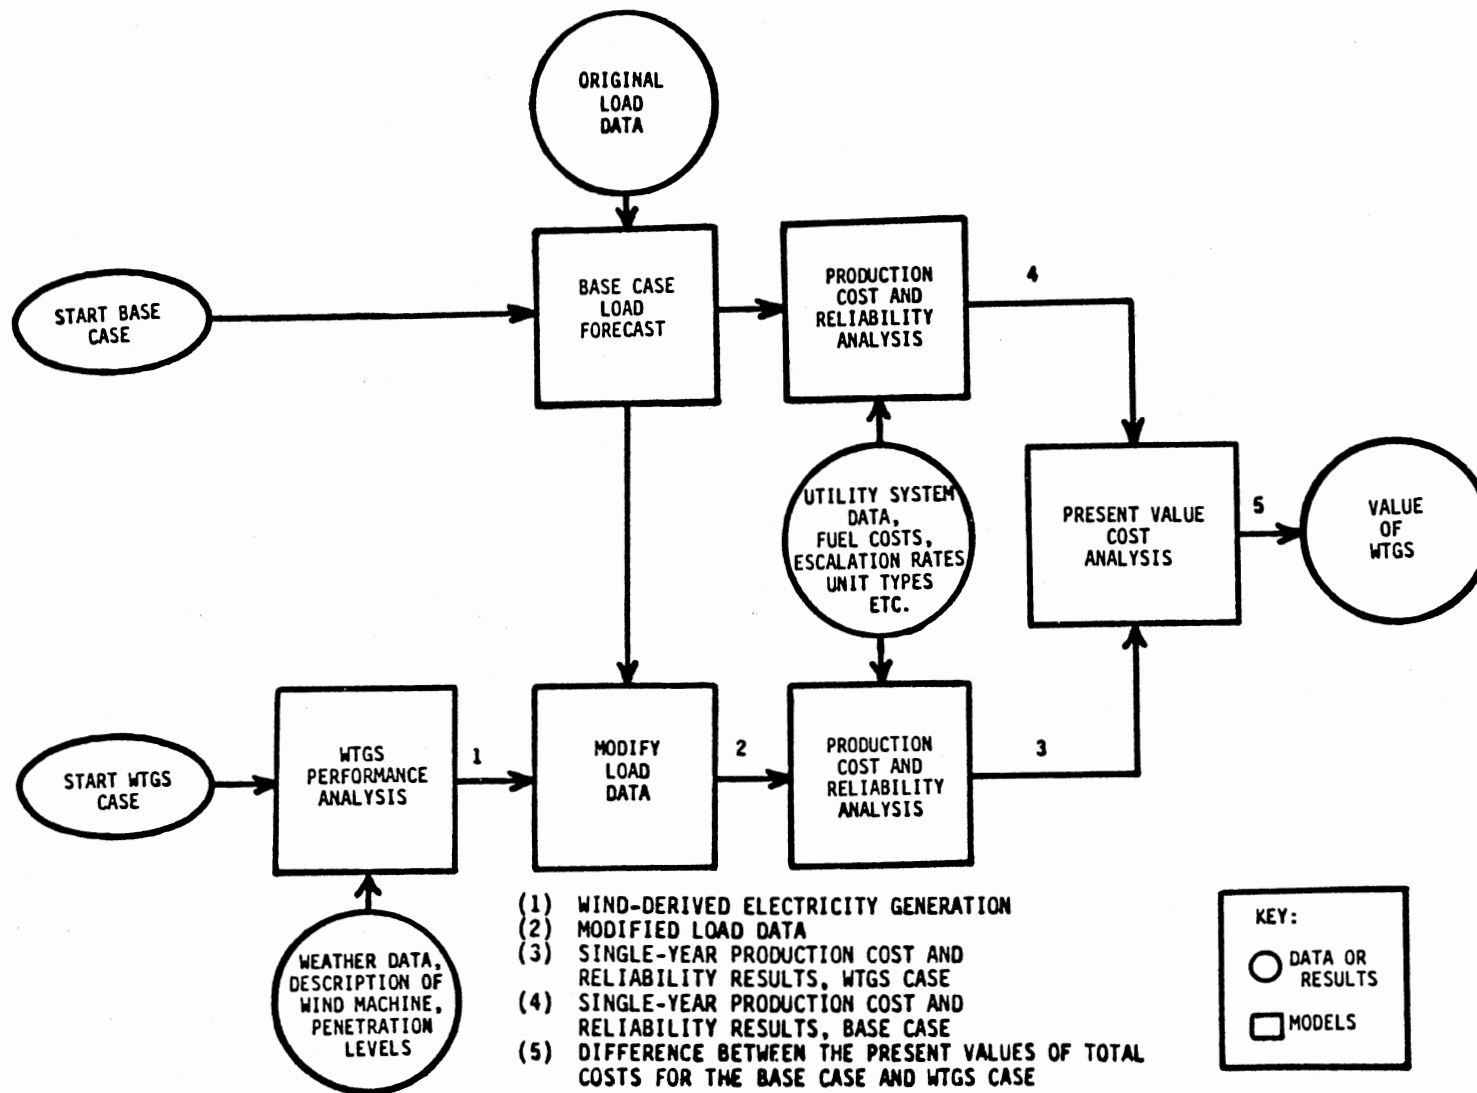 ORIGINAL
LOAD
DATA
START BASE
CASE
BASE CASE
LOAD
FORECAST
PRODUCTION
COST AND
RELIABILITY
ANALYSIS
4
UTILITY SYSTEM
DATA,
FUEL COSTS,
ESCALATION RATES
UNIT TYPES
ETC.
PRESENT VALUE
COST
ANALYSIS
5
VALUE
OF
WTGS
START WTGS
CASE
WTGS
PERFORMANCE
ANALYSIS
1
MODIFY
LOAD
DATA
2
PRODUCTION
COST AND
RELIABILITY
ANALYSIS
3
WEATHER DATA,
DESCRIPTION OF
WIND MACHINE,
PENETRATION
LEVELS
(1) WIND-DERIVED ELECTRICITY GENERATION
(2) MODIFIED LOAD DATA
(3) SINGLE-YEAR PRODUCTION COST AND
RELIABILITY RESULTS, WTGS CASE
(4) SINGLE-YEAR PRODUCTION COST AND
RELIABILITY RESULTS, BASE CASE
(5) DIFFERENCE BETWEEN THE PRESENT VALUES OF TOTAL
COSTS FOR THE BASE CASE AND WTGS CASE
KEY:
DATA OR
RESULTS
MODELS